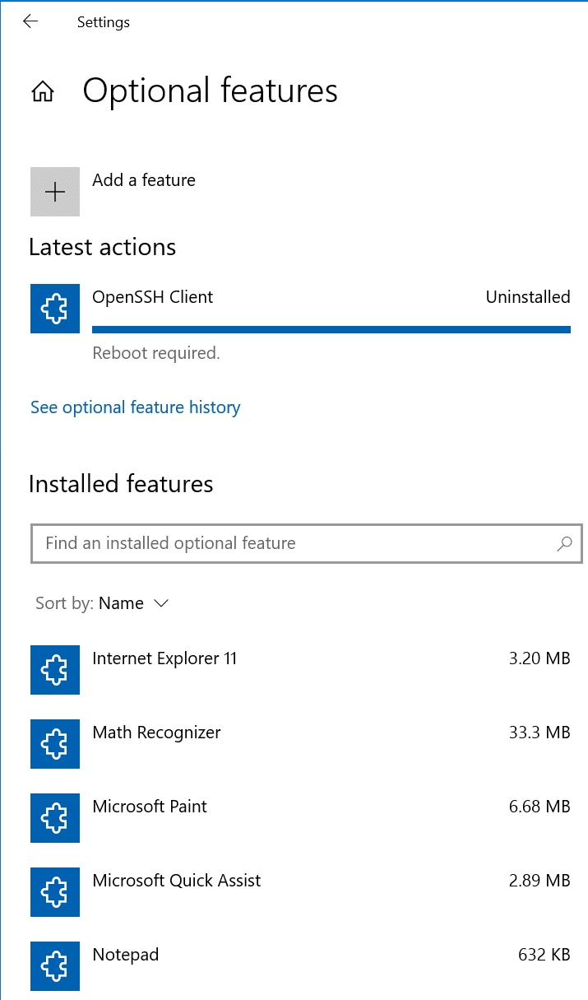 Settings
Optional features
Add a feature
Latest actions
OpenSSH Client Uninstalled
Reboot required.
See optional feature history
Installed features
Find an installed optional feature
Sort by: Name
Internet Explorer 11 3.20 MB
Math Recognizer 33.3 MB
Microsoft Paint 6.68 MB
Microsoft Quick Assist 2.89 MB
Notepad 632 KB